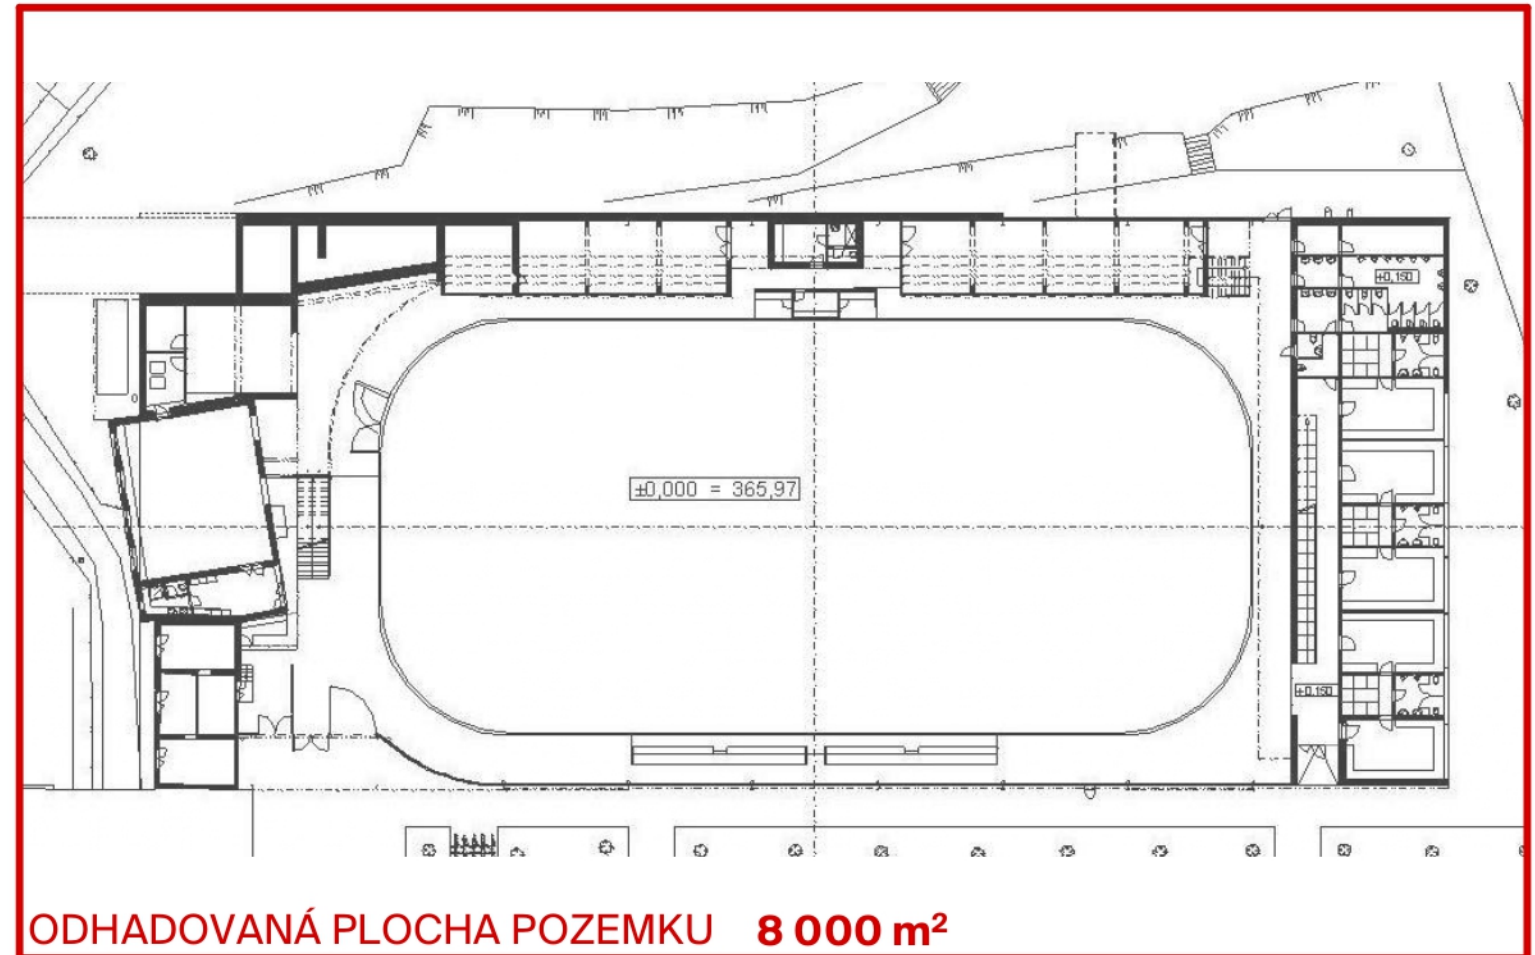 +0,150
±0,000 = 365,97
+0,150
ODHADOVANÁ PLOCHA POZEMKU 8 000 m²